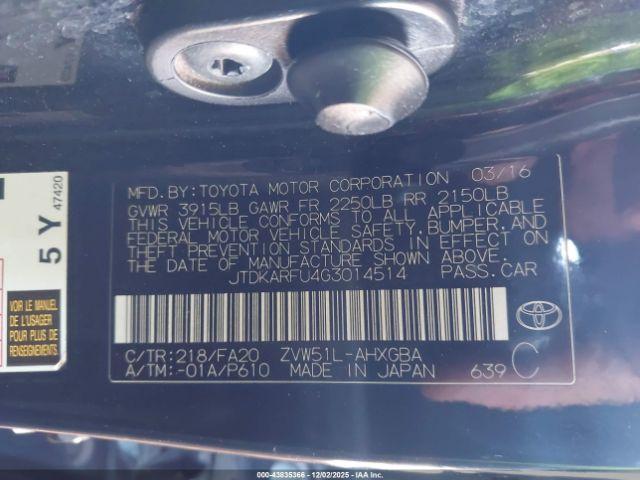 MFD. BY: TOYOTA MOTOR CORPORATION 03/16
GVWR 3915LB GAWR FR 2250LB RR 2150LB
THIS VEHICLE CONFORMS TO ALL APPLICABLE
FEDERAL MOTOR VEHICLE SAFETY, BUMPER, AND
THEFT PREVENTION STANDARDS IN EFFECT ON
THE DATE OF MANUFACTURE SHOWN ABOVE.
JTDKARFU4G3014514 PASS. CAR
C/TR: 218/FA20 ZVW51L-AHXGBA
A/TM: -01A/P610 MADE IN JAPAN 639 C
5 Y
47420
VOIR LE MANUEL
DE L'USAGER
POUR PLUS DE
000-43835366 - 12/02/2025 - IAA Inc.